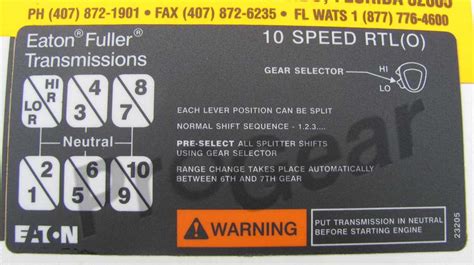 PH (407) 872-1901 • FAX (407) 872-6235 • FL WATS 1 (877) 776-4600
Eaton® Fuller®
Transmissions
10 SPEED RTL(O)
GEAR SELECTOR
HI
LO
HI
R
LO
4
3
8
7
Neutral
2
1
6
5
10
9
EACH LEVER POSITION CAN BE SPLIT
NORMAL SHIFT SEQUENCE - 1.2.3....
PRE-SELECT ALL SPLITTER SHIFTS
USING GEAR SELECTOR
RANGE CHANGE TAKES PLACE AUTOMATICALLY
BETWEEN 6TH AND 7TH GEAR
ProGear
EATON
WARNING
PUT TRANSMISSION IN NEUTRAL
BEFORE STARTING ENGINE
23205